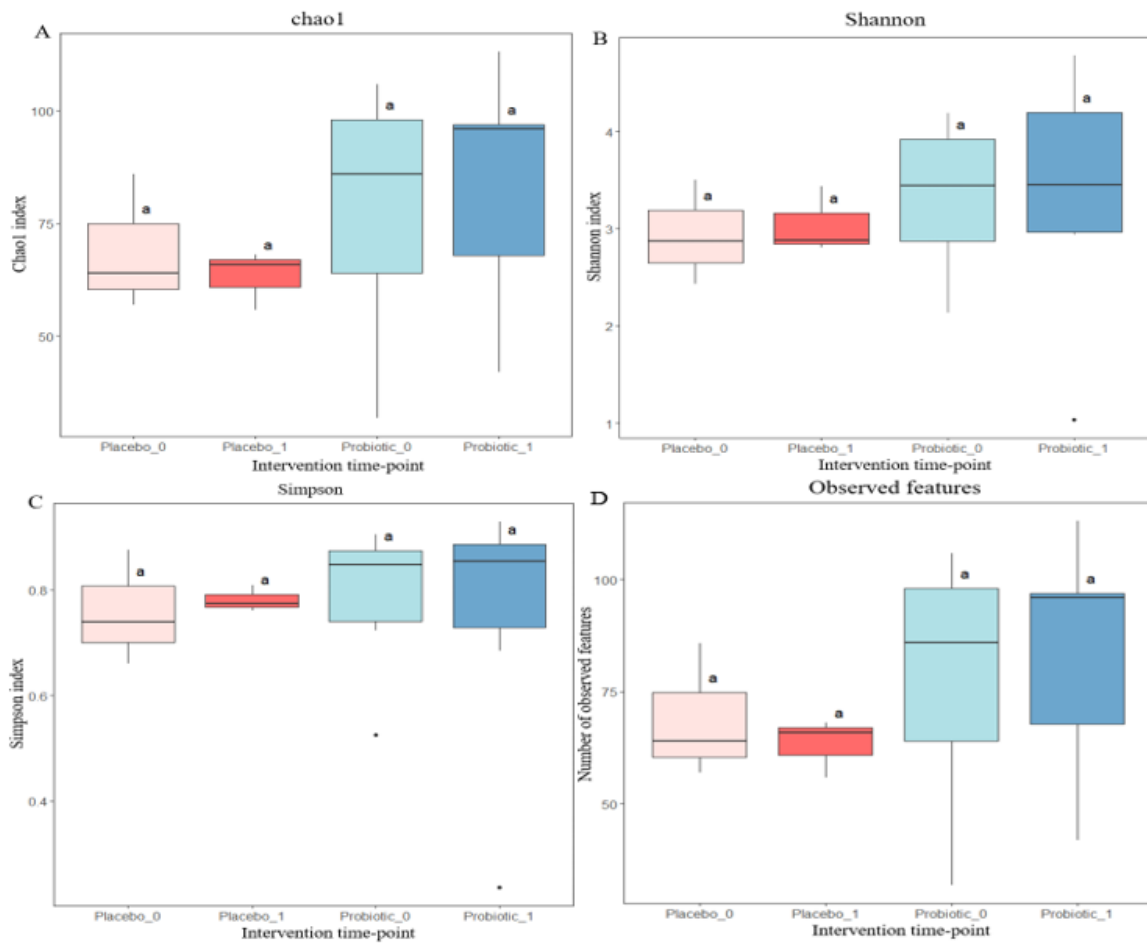 A
chao1
Chao1 index
100
75
50
a
a
a
a
Placebo_0
Placebo_1
Probiotic_0
Probiotic_1
Intervention time-point
B
Shannon
Shannon index
4
3
2
1
a
a
a
a
Placebo_0
Placebo_1
Probiotic_0
Probiotic_1
Intervention time-point
C
Simpson
Simpson index
0.8
0.6
0.4
a
a
a
a
Placebo_0
Placebo_1
Probiotic_0
Probiotic_1
Intervention time-point
D
Observed features
Number of observed features
100
75
50
a
a
a
a
Placebo_0
Placebo_1
Probiotic_0
Probiotic_1
Intervention time-point